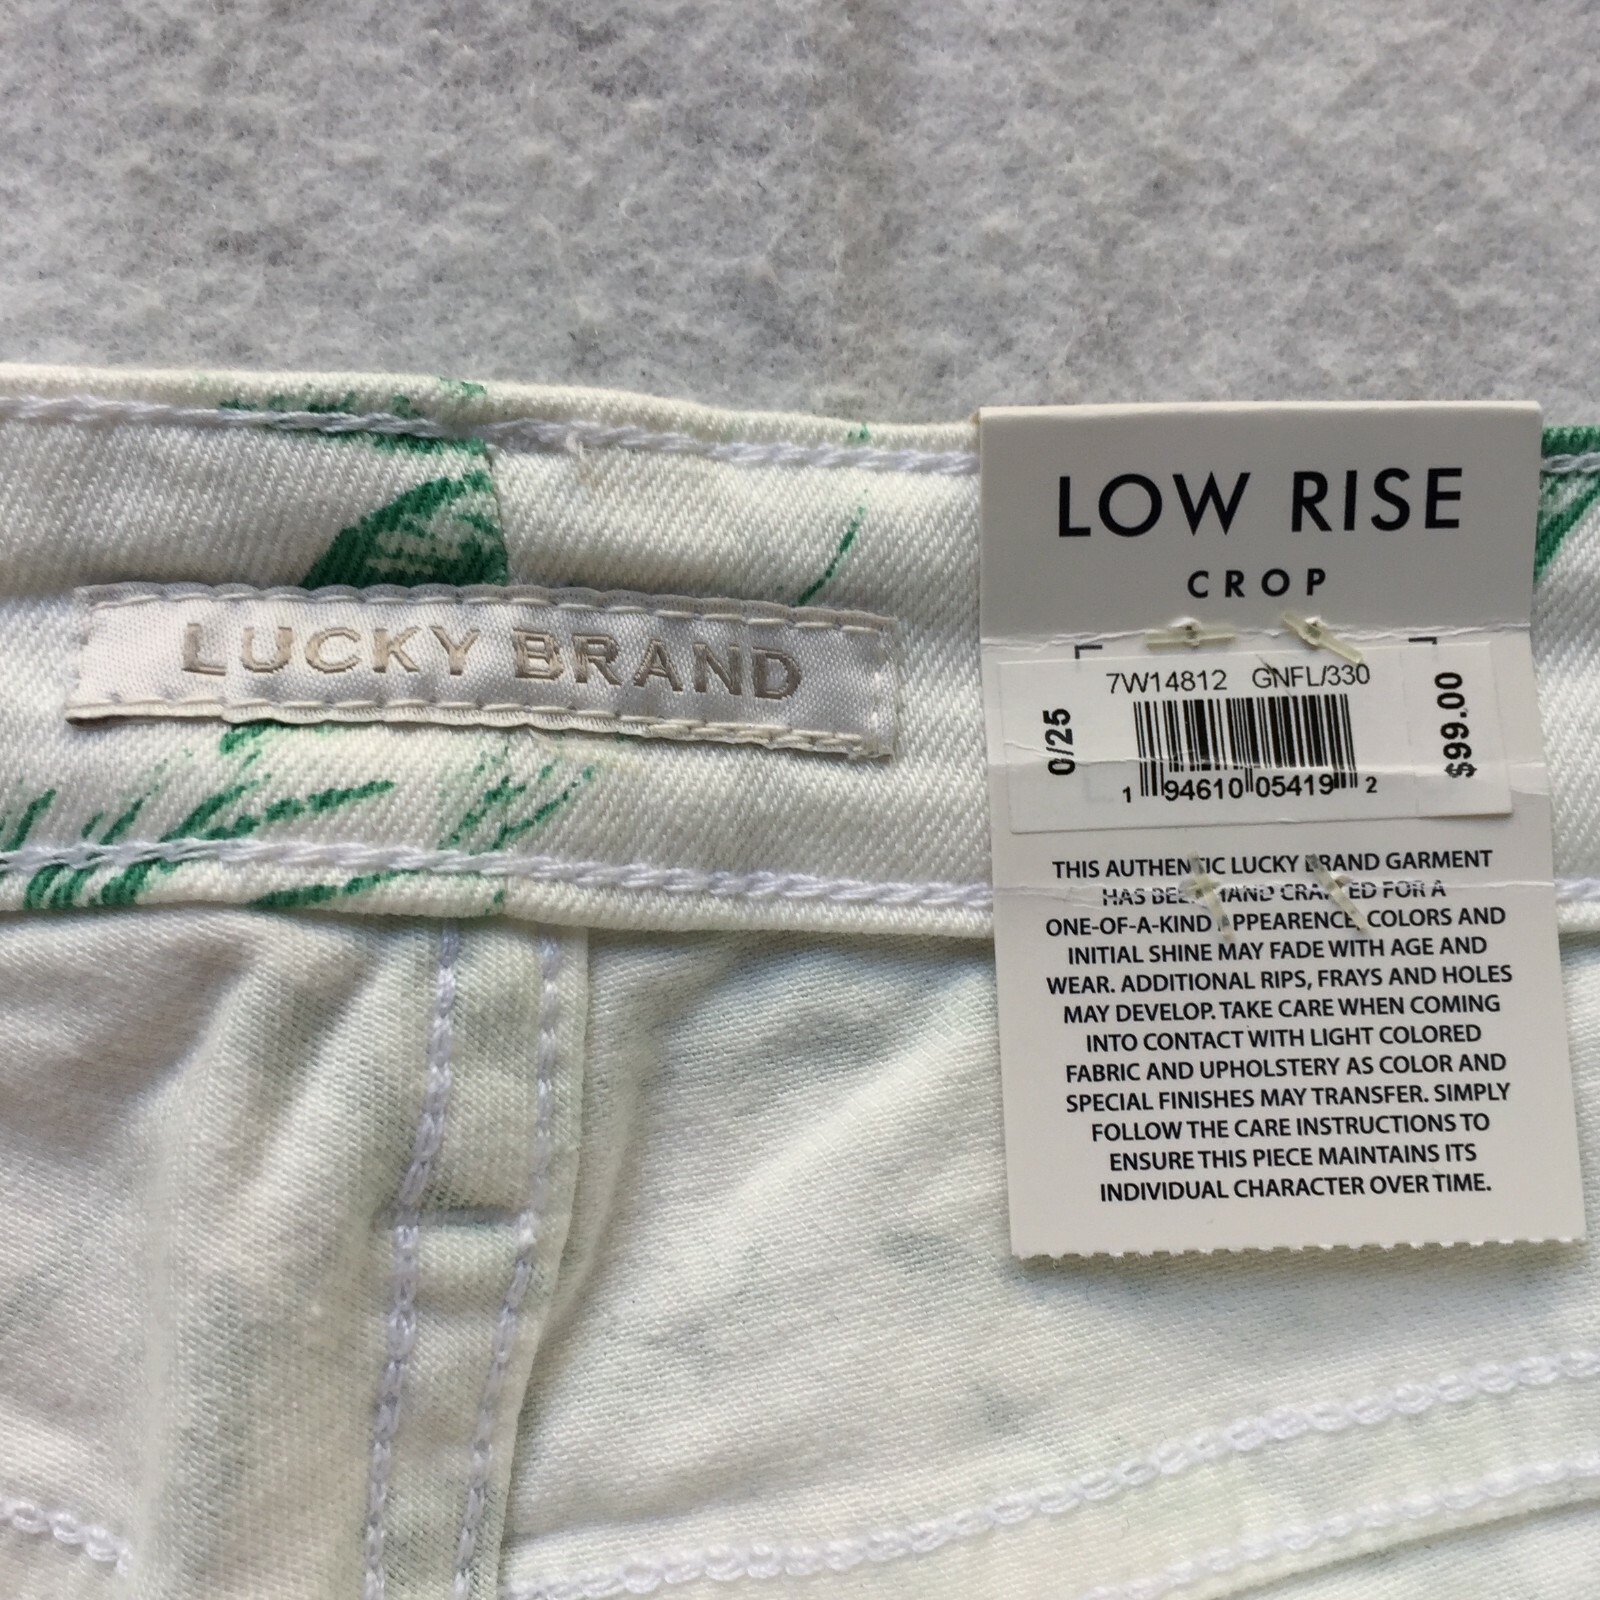 LUCKY BRAND
LOW RISE
CROP
7W14812 GNFL/330
0/25
$99.00
1 94610 05419 2
THIS AUTHENTIC LUCKY BRAND GARMENT
HAS BEEN HAND CRAFTED FOR A
ONE-OF-A-KIND APPEARENCE, COLORS AND
INITIAL SHINE MAY FADE WITH AGE AND
WEAR. ADDITIONAL RIPS, FRAYS AND HOLES
MAY DEVELOP. TAKE CARE WHEN COMING
INTO CONTACT WITH LIGHT COLORED
FABRIC AND UPHOLSTERY AS COLOR AND
SPECIAL FINISHES MAY TRANSFER. SIMPLY
FOLLOW THE CARE INSTRUCTIONS TO
ENSURE THIS PIECE MAINTAINS ITS
INDIVIDUAL CHARACTER OVER TIME.